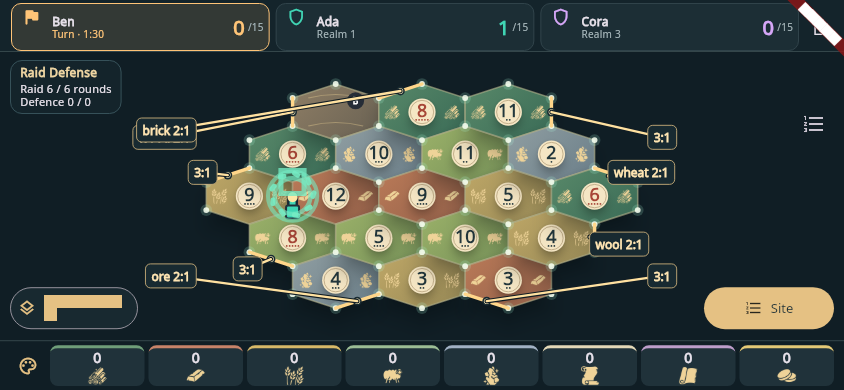 Ben
Turn · 1:30
0 /15
Ada
Realm 1
1 /15
Cora
Realm 3
0 /15
Raid Defense
Raid 6 / 6 rounds
Defence 0 / 0
brick 2:1
8
11
3:1
6
10
11
2
3:1
wheat 2:1
9
12
9
5
6
8
5
10
4
wool 2:1
3:1
ore 2:1
4
3
3
3:1
Site
0
0
0
0
0
0
0
0